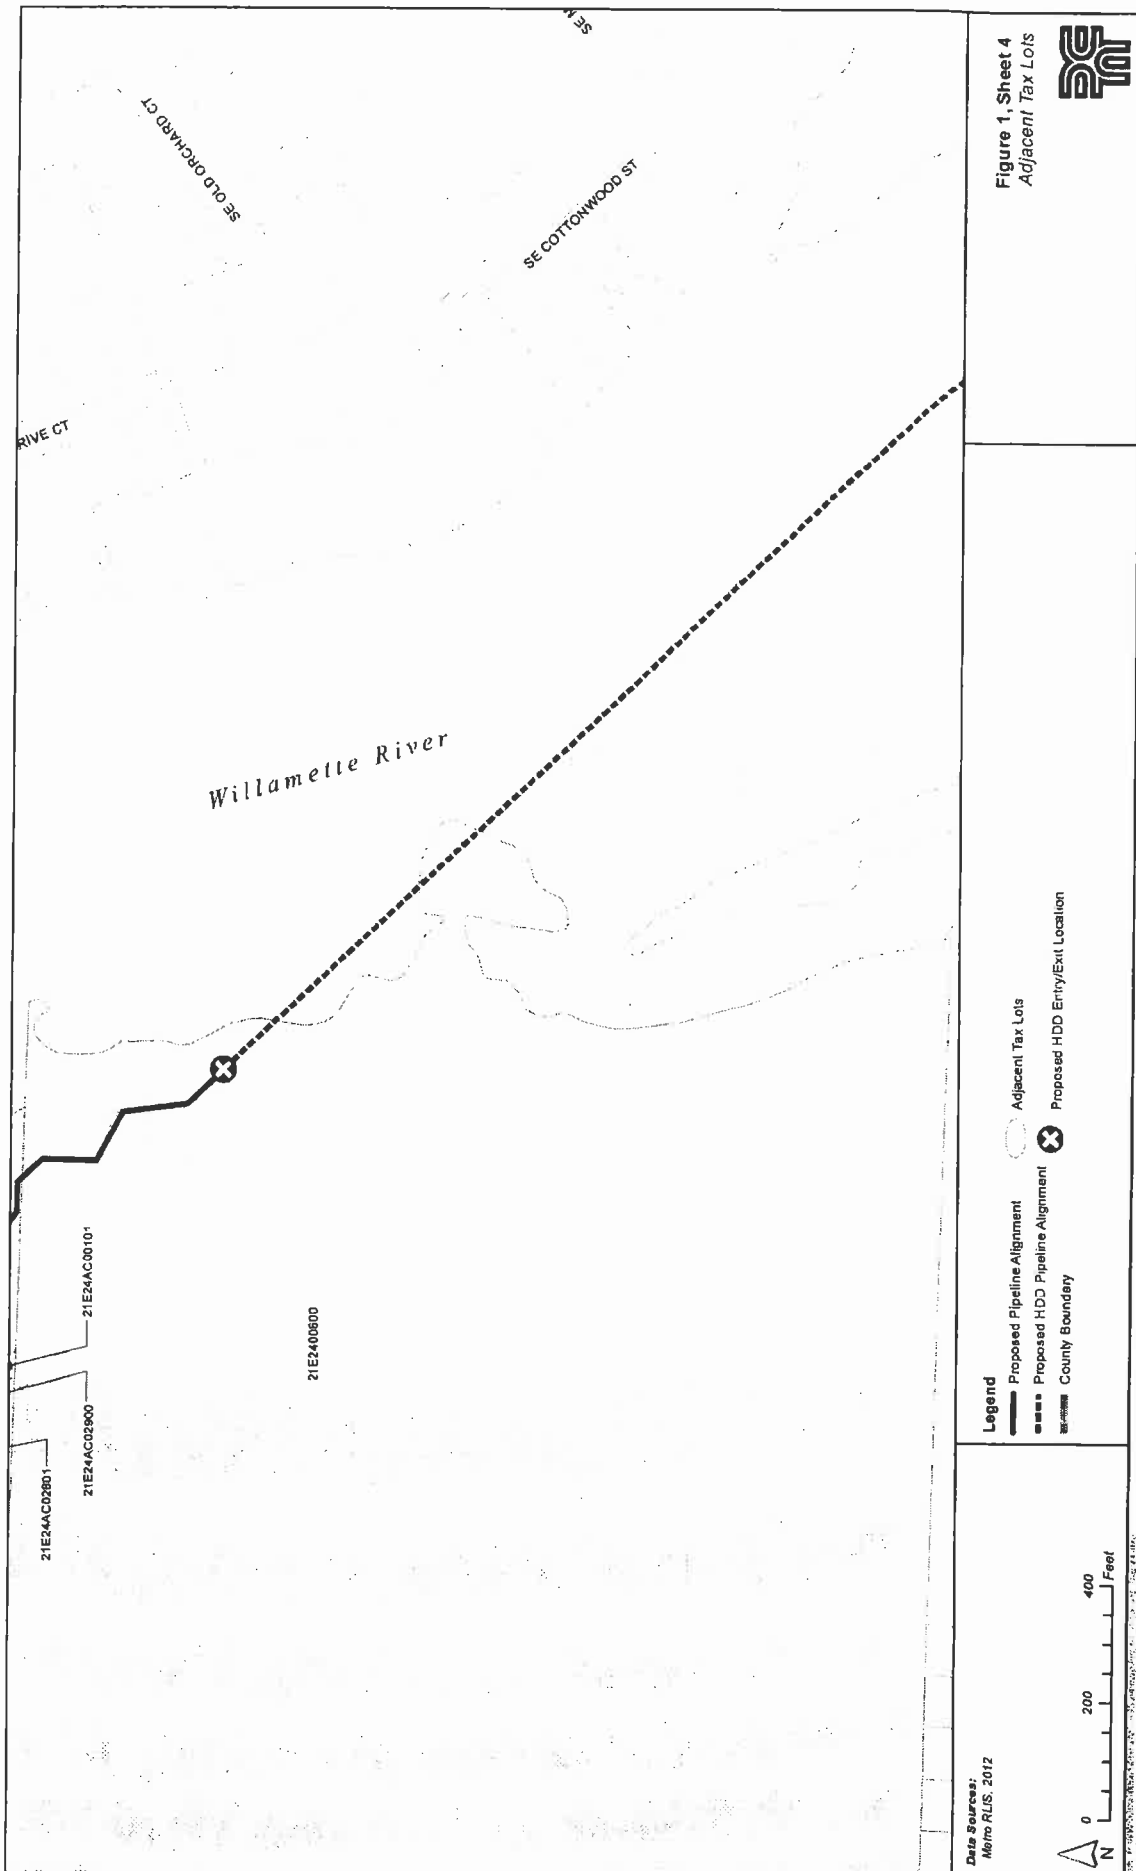 21E24AC02801
21E24AC02900
21E24AC00101
21E2400600
Willamette River
RIVE CT
SE OLD ORCHARD CT
SE COTTONWOOD ST
SE M
Data Sources:
Metro RLIS, 2012
N
0 200 400
Feet
Legend
Proposed Pipeline Alignment
Proposed HDD Pipeline Alignment
County Boundary
Adjacent Tax Lots
Proposed HDD Entry/Exit Location
Figure 1, Sheet 4
Adjacent Tax Lots